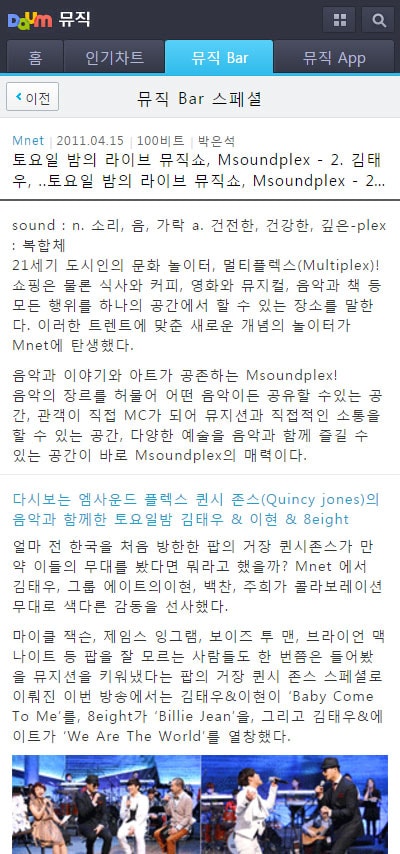 Daum 뮤직
홈 인기차트 뮤직 Bar 뮤직 App
이전 뮤직 Bar 스페셜
Mnet | 2011.04.15 | 100비트 | 박은석
토요일 밤의 라이브 뮤직쇼, Msoundplex - 2. 김태
우, ..토요일 밤의 라이브 뮤직쇼, Msoundplex - 2...
sound : n. 소리, 음, 가락 a. 건전한, 건강한, 깊은-plex
: 복합체
21세기 도시인의 문화 놀이터, 멀티플렉스(Multiplex)!
쇼핑은 물론 식사와 커피, 영화와 뮤지컬, 음악과 책 등
모든 행위를 하나의 공간에서 할 수 있는 장소를 말한
다. 이러한 트렌트에 맞춘 새로운 개념의 놀이터가
Mnet에 탄생했다.
음악과 이야기와 아트가 공존하는 Msoundplex!
음악의 장르를 허물어 어떤 음악이든 공유할 수있는 공
간, 관객이 직접 MC가 되어 뮤지션과 직접적인 소통을
할 수 있는 공간, 다양한 예술을 음악과 함께 즐길 수
있는 공간이 바로 Msoundplex의 매력이다.
다시보는 엠사운드 플렉스 퀸시 존스(Quincy jones)의
음악과 함께한 토요일밤 김태우 & 이현 & 8eight
얼마 전 한국을 처음 방한한 팝의 거장 퀸시존스가 만
약 이들의 무대를 봤다면 뭐라고 했을까? Mnet 에서
김태우, 그룹 에이트의이현, 백찬, 주희가 콜라보레이션
무대로 색다른 감동을 선사했다.
마이클 잭슨, 제임스 잉그램, 보이즈 투 맨, 브라이언 맥
나이트 등 팝을 잘 모르는 사람들도 한 번쯤은 들어봤
을 뮤지션을 키워냈다는 팝의 거장 퀸시 존스 스페셜로
이뤄진 이번 방송에서는 김태우&이현이 ‘Baby Come
To Me’를, 8eight가 ‘Billie Jean’을, 그리고 김태우&에
이트가 ‘We Are The World’를 열창했다.